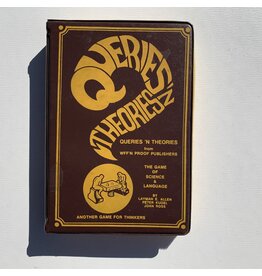 QUERIES 'N
THEORIES
QUERIES 'N THEORIES
from
WFF'N PROOF PUBLISHERS
THE GAME
OF
SCIENCE
&
LANGUAGE
BY
LAYMAN E. ALLEN
PETER KUGEL
JOHN ROSS
ANOTHER GAME FOR THINKERS